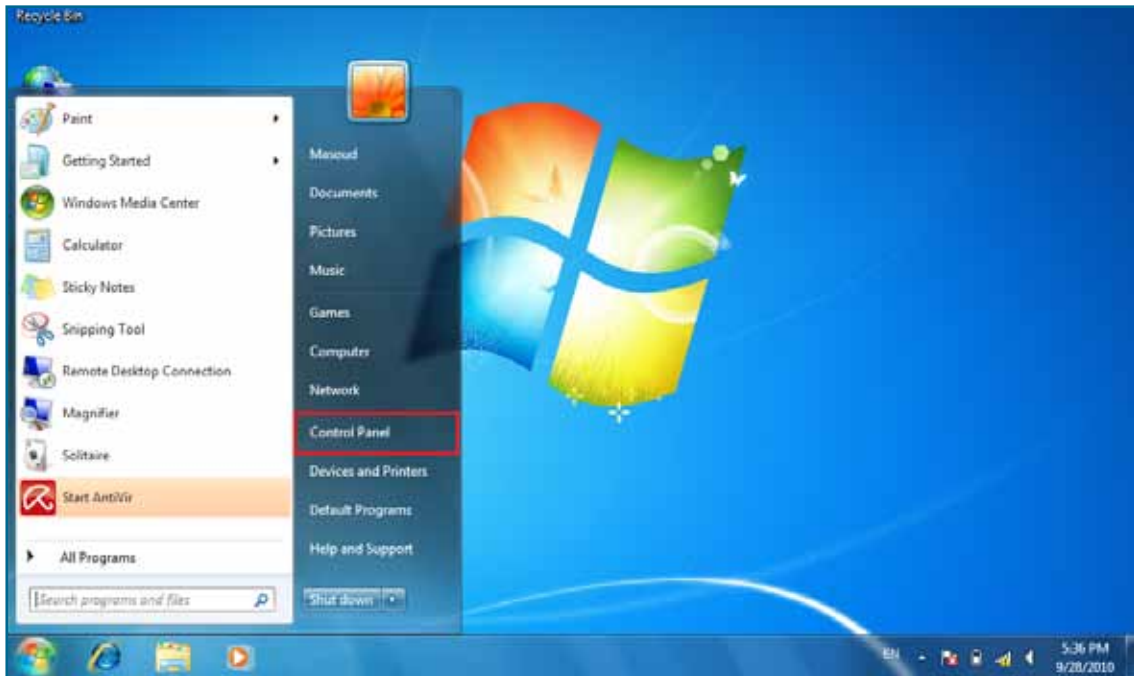 Recycle Bin
Paint
Getting Started
Windows Media Center
Calculator
Sticky Notes
Snipping Tool
Remote Desktop Connection
Magnifier
Solitaire
Start AntiVir
All Programs
Search programs and files
Masoud
Documents
Pictures
Music
Games
Computer
Network
Control Panel
Devices and Printers
Default Programs
Help and Support
Shut down
EN
5:36 PM
9/28/2010